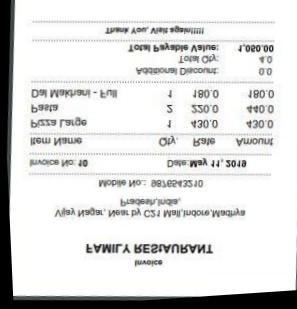 Invoice
FAMILY RESTAURANT
Vijay Nagar, Near by C21 Mall,Indore,Madhya
Pradesh,India,
Mobile No.: 9876543210
Invoice No: 10 Date:May 11, 2019
Item Name Qty. Rate Amount
Pizza Large 1 430.0 430.0
Pasta 2 220.0 440.0
Dal Makhani - Full 1 180.0 180.0
Additional Discount: 0.0
Total Qty: 4.0
Total Payable Value: 1,050.00
Thank You, Visit again!!!!!